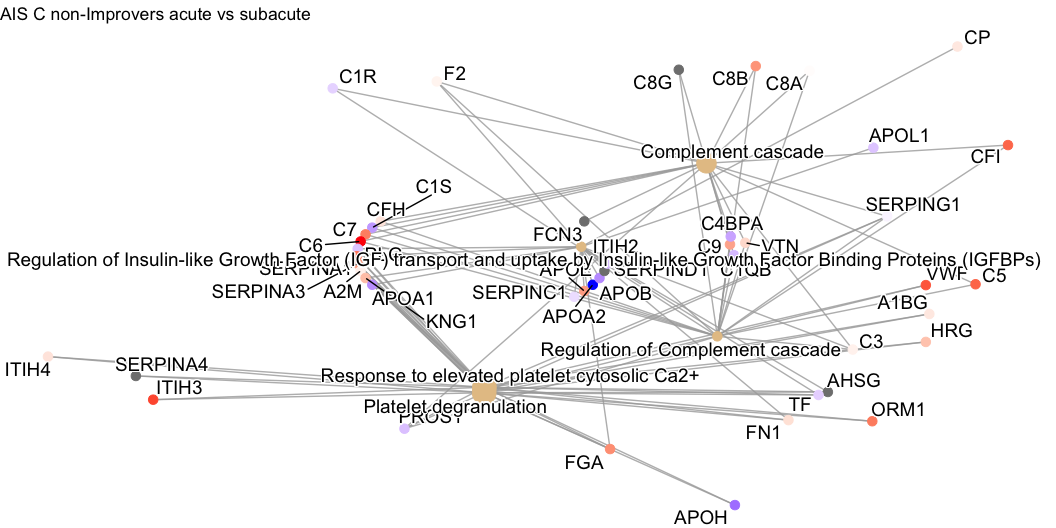 AIS C non-Improvers acute vs subacute
CP
C1R
F2
C8G
C8B
C8A
APOL1
CFI
Complement cascade
C1S
CFH
SERPING1
C7
C4BPA
FCN3
C6
ITIH2
C9
VTN
Regulation of Insulin-like Growth Factor (IGF) transport and uptake by Insulin-like Growth Factor Binding Proteins (IGFBPs)
SERPIND1
C1QB
VWF
C5
SERPINA3
A2M
APOA1
SERPINC1
APOB
A1BG
APOA2
KNG1
HRG
Regulation of Complement cascade
C3
ITIH4
SERPINA4
Response to elevated platelet cytosolic Ca2+
ITIH3
AHSG
Platelet degranulation
TF
ORM1
PROS1
FN1
FGA
APOH